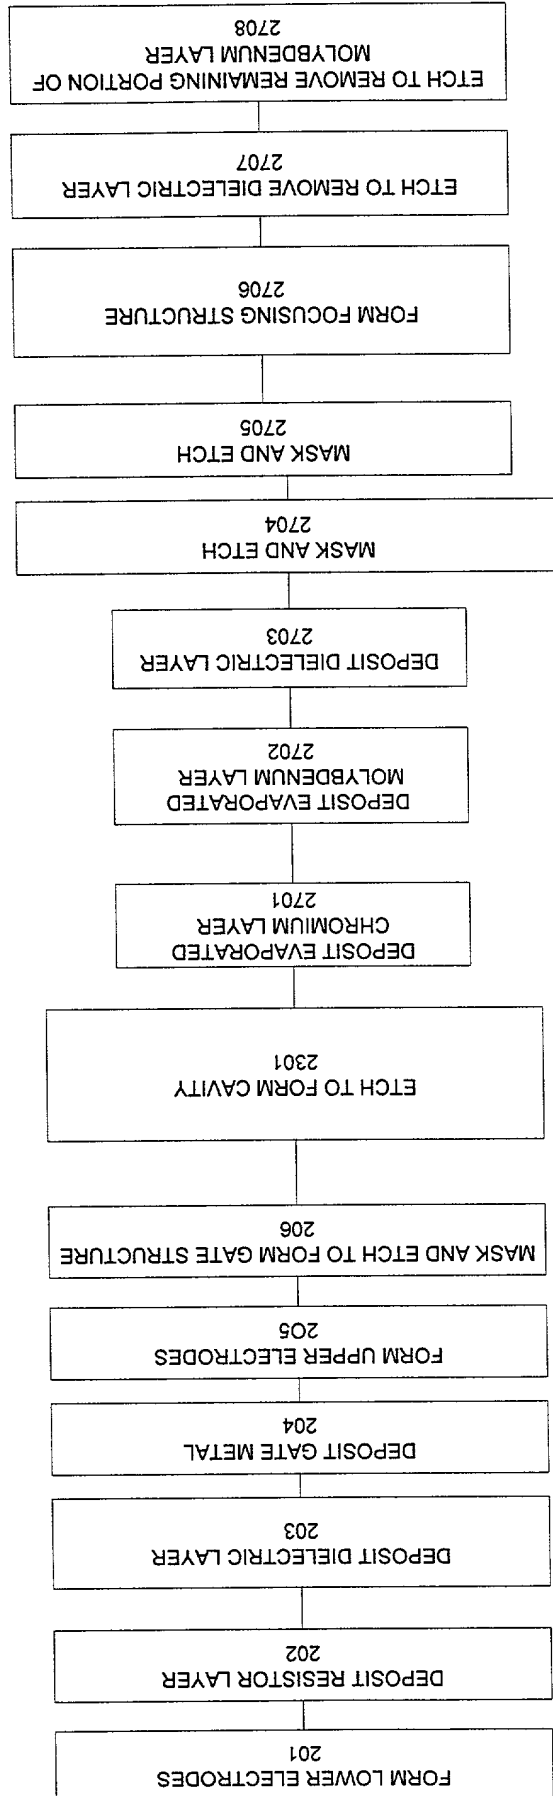 FORM LOWER ELECTRODES
201
DEPOSIT RESISTOR LAYER
202
DEPOSIT DIELECTRIC LAYER
203
DEPOSIT GATE METAL
204
FORM UPPER ELECTRODES
2O5
MASK AND ETCH TO FORM GATE STRUCTURE
206
ETCH TO FORM CAVITY
2301
DEPOSIT EVAPORATED
CHROMIUM LAYER
2701
DEPOSIT EVAPORATED
MOLYBDENUM LAYER
2702
DEPOSIT DIELECTRIC LAYER
2703
MASK AND ETCH
2704
MASK AND ETCH
2705
FORM FOCUSING STRUCTURE
2706
ETCH TO REMOVE DIELECTRIC LAYER
2707
ETCH TO REMOVE REMAINING PORTION OF
MOLYBDENUM LAYER
2708